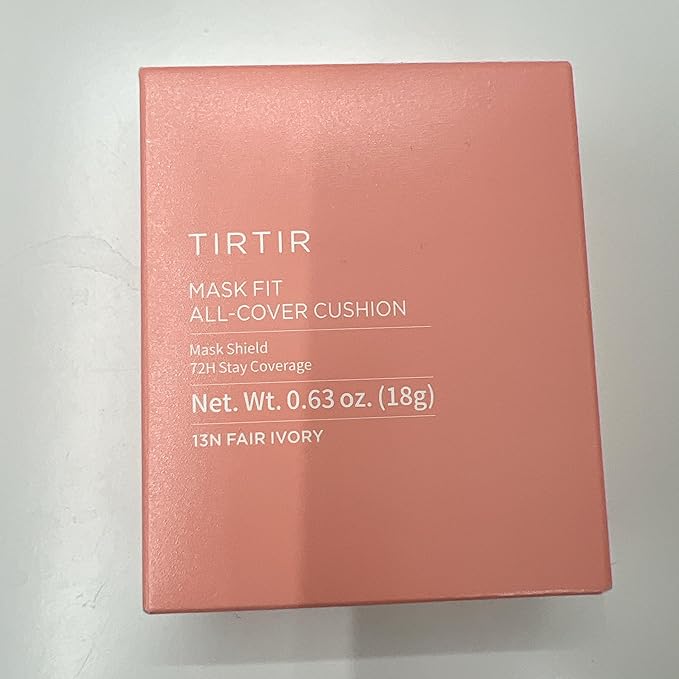 TIRTIR
MASK FIT
ALL-COVER CUSHION
Mask Shield
72H Stay Coverage
Net. Wt. 0.63 oz. (18g)
13N FAIR IVORY